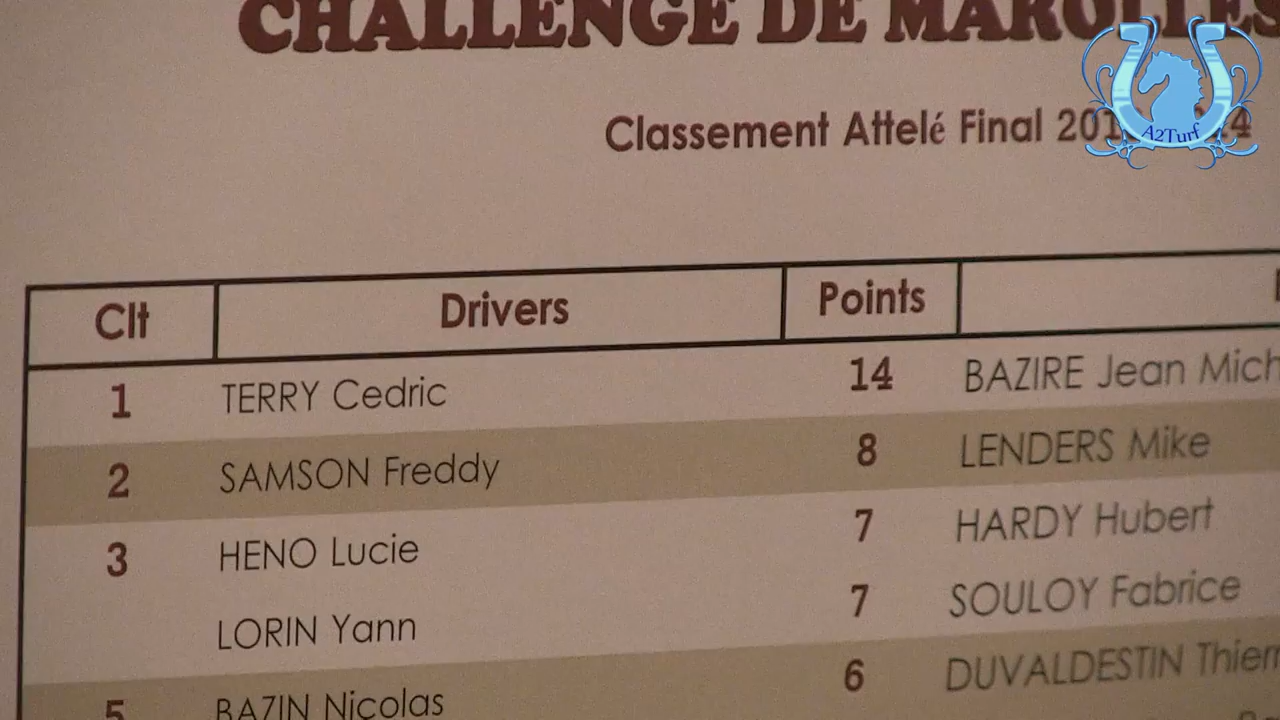 CHALLENGE DE MAROLLES
Classement Attelé Final
A2Turf
Clt Drivers Points
1 TERRY Cedric 14 BAZIRE Jean Mich
2 SAMSON Freddy 8 LENDERS Mike
3 HENO Lucie 7 HARDY Hubert
LORIN Yann 7 SOULOY Fabrice
5 BAZIN Nicolas 6 DUVALDESTIN Thierr